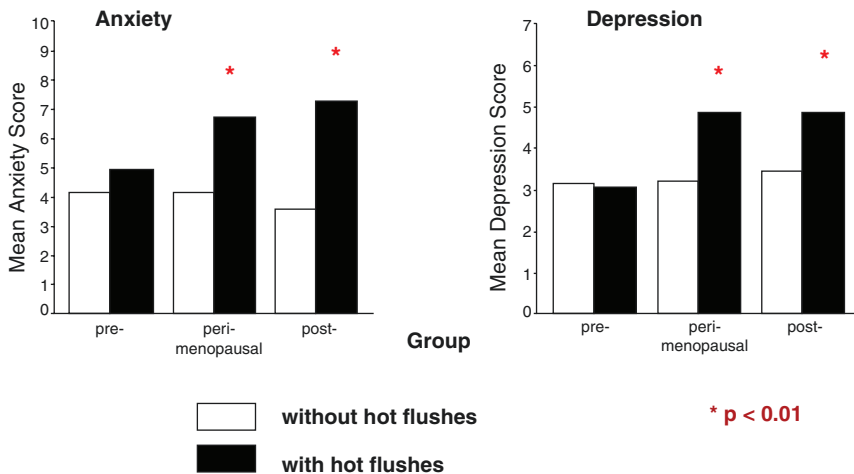 Anxiety
Mean Anxiety Score
10
9
8
7
6
5
4
3
2
1
0
*
*
pre-
peri-
menopausal
post-
Depression
Mean Depression Score
7
6
5
4
3
2
1
0
*
*
pre-
peri-
menopausal
post-
Group
without hot flushes
with hot flushes
* p < 0.01